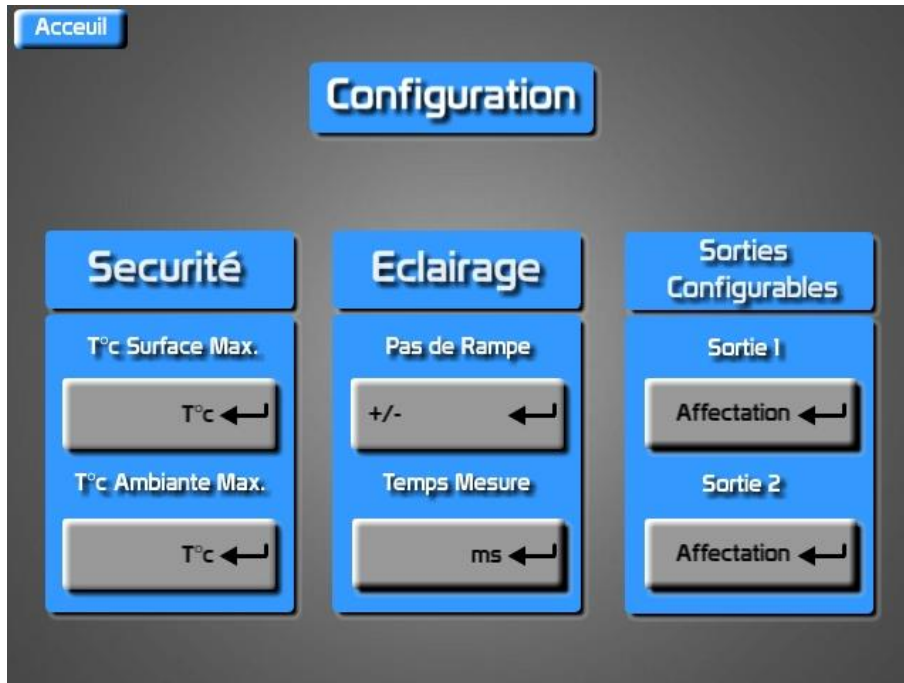 Acceuil
Configuration
Securité
T°c Surface Max.
T°c
T°c Ambiante Max.
T°c
Eclairage
Pas de Rampe
+/-
Temps Mesure
ms
Sorties
Configurables
Sortie 1
Affectation
Sortie 2
Affectation